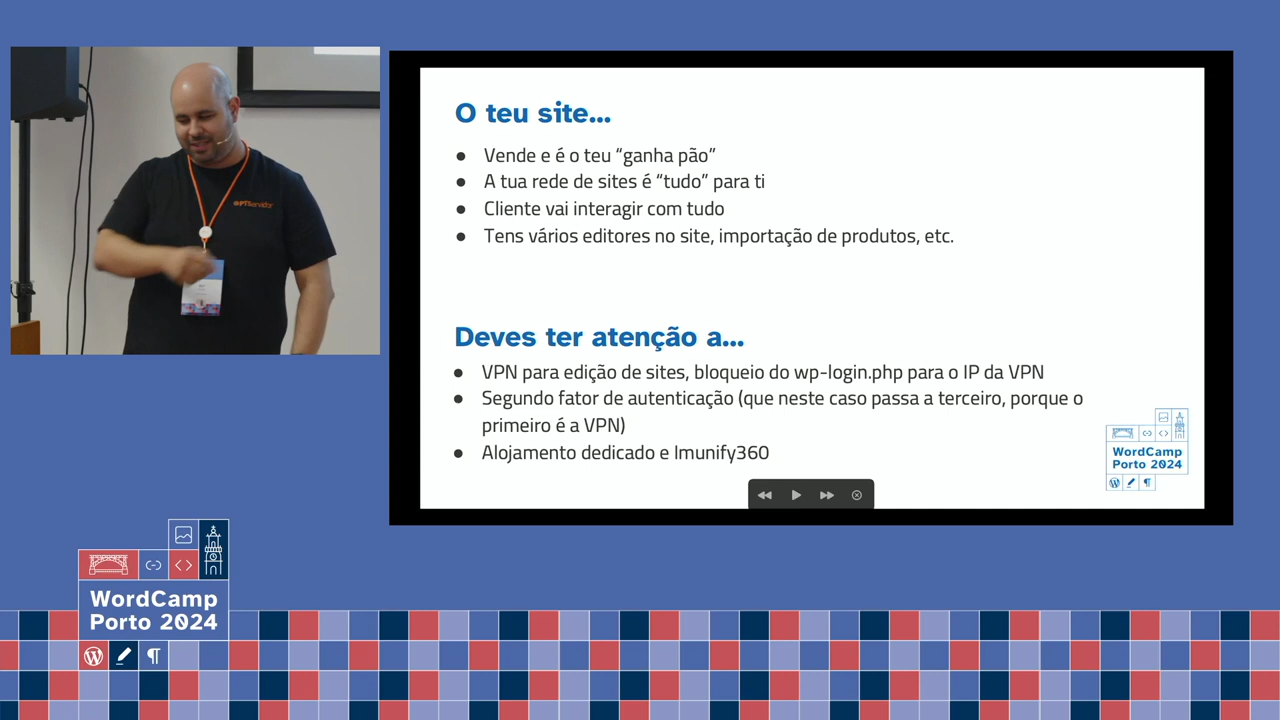 PTServidor
O teu site...
● Vende e é o teu “ganha pão”
● A tua rede de sites é “tudo” para ti
● Cliente vai interagir com tudo
● Tens vários editores no site, importação de produtos, etc.
Deves ter atenção a...
● VPN para edição de sites, bloqueio do wp-login.php para o IP da VPN
● Segundo fator de autenticação (que neste caso passa a terceiro, porque o
primeiro é a VPN)
● Alojamento dedicado e Imunify360
WordCamp
Porto 2024
WordCamp
Porto 2024